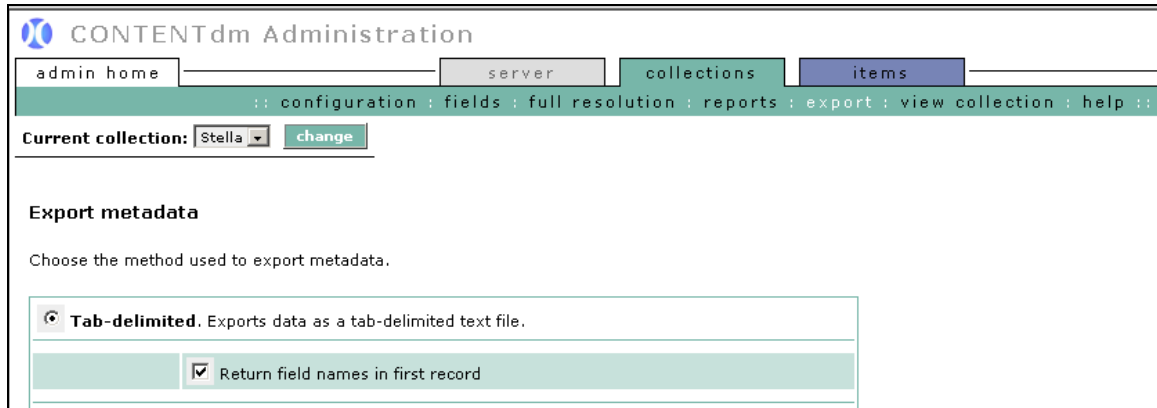 CONTENTdm Administration
admin home server collections items
:: configuration : fields : full resolution : reports : export : view collection : help ::
Current collection: Stella change
Export metadata
Choose the method used to export metadata.
Tab-delimited. Exports data as a tab-delimited text file.
Return field names in first record